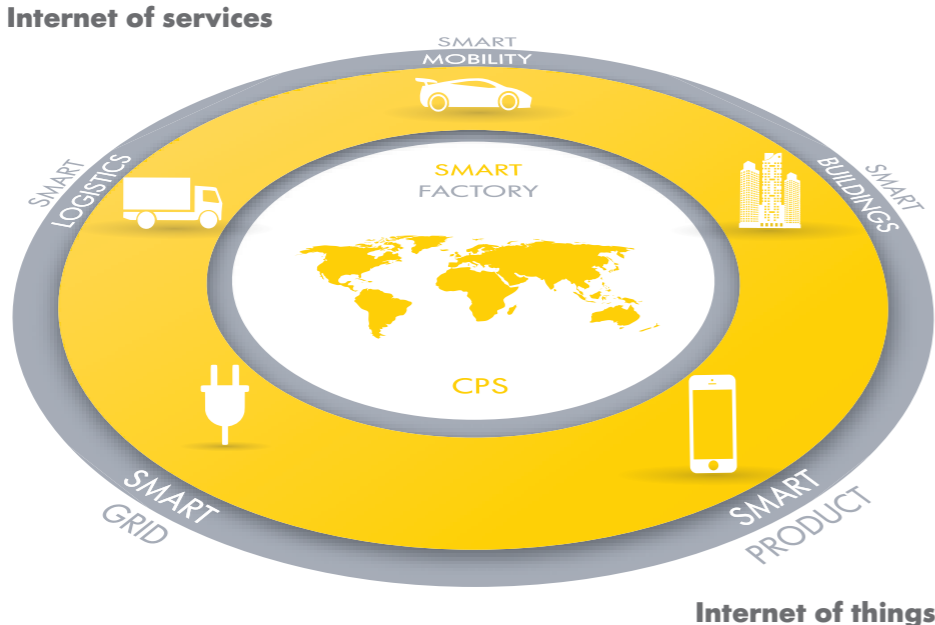 Internet of services
SMART
MOBILITY
SMART
LOGISTICS
SMART
BUILDINGS
SMART
FACTORY
CPS
SMART
GRID
SMART
PRODUCT
Internet of things